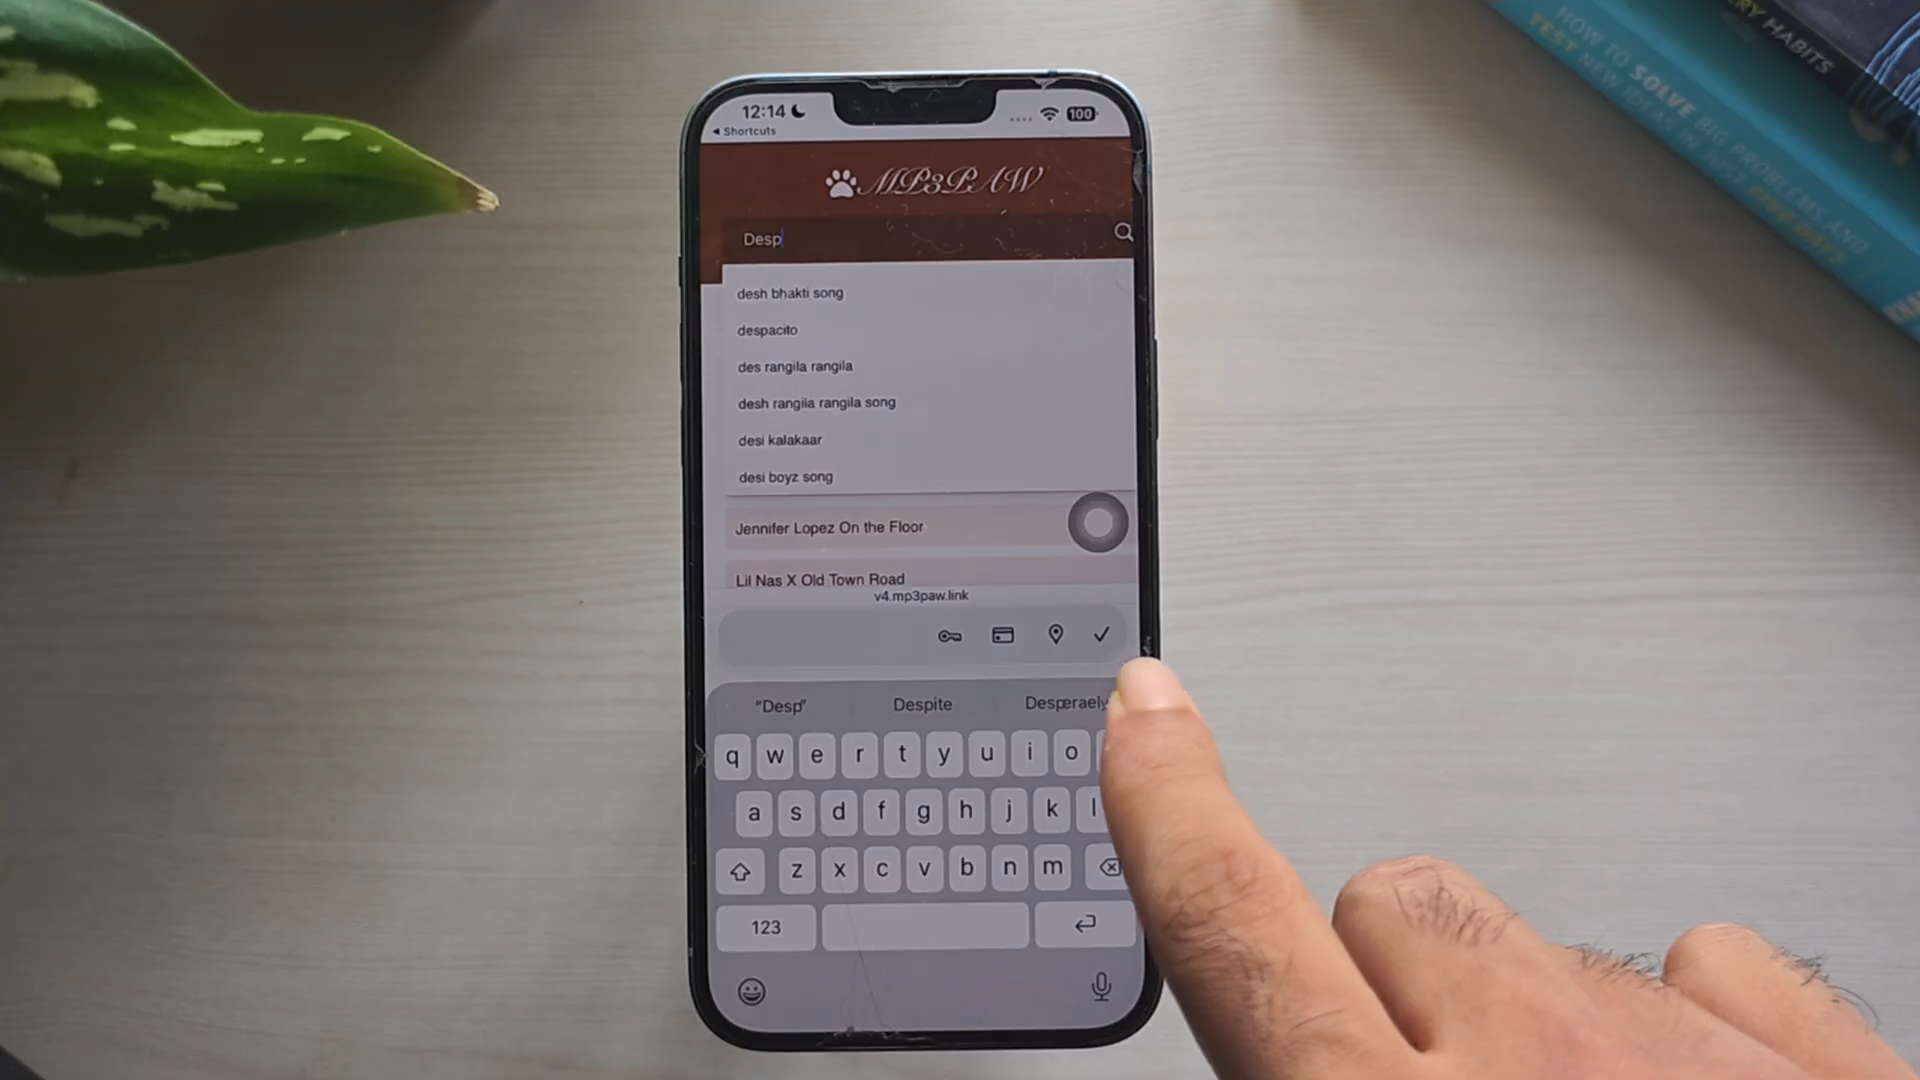 12:14
100
◂ Shortcuts
MP3PAW
Desp
desh bhakti song
despacito
des rangila rangila
desh rangila rangila song
desi kalakaar
desi boyz song
Jennifer Lopez On the Floor
Lil Nas X Old Town Road
v4.mp3paw.link
"Desp" Despite Desperaely
q w e r t y u i o
a s d f g h j k l
z x c v b n m
123
HOW TO SOLVE BIG PROBLEMS AND
TEST NEW IDEAS IN JUST FIVE DAYS
HABITS